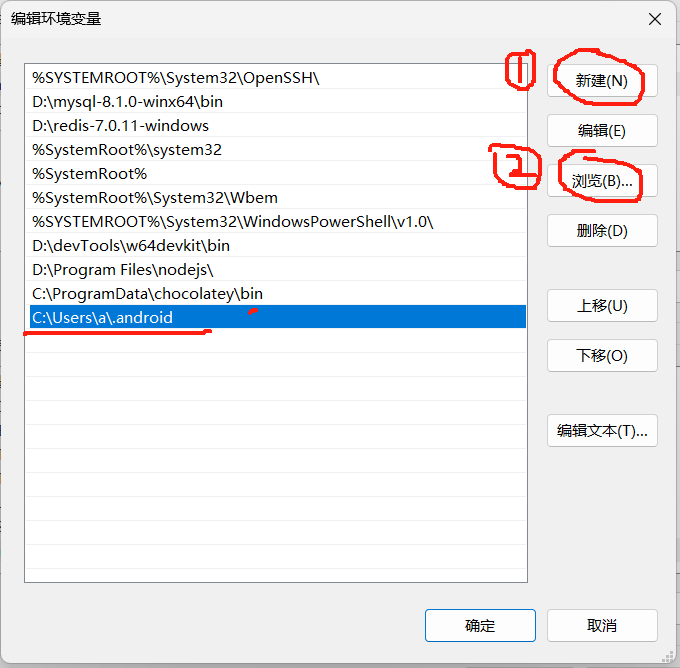 编辑环境变量
%SYSTEMROOT%\System32\OpenSSH\
D:\mysql-8.1.0-winx64\bin
D:\redis-7.0.11-windows
%SystemRoot%\system32
%SystemRoot%
%SystemRoot%\System32\Wbem
%SYSTEMROOT%\System32\WindowsPowerShell\v1.0\
D:\devTools\w64devkit\bin
D:\Program Files\nodejs\
C:\ProgramData\chocolatey\bin
C:\Users\a\.android
1
新建(N)
编辑(E)
2
浏览(B)...
删除(D)
上移(U)
下移(O)
编辑文本(T)...
确定
取消